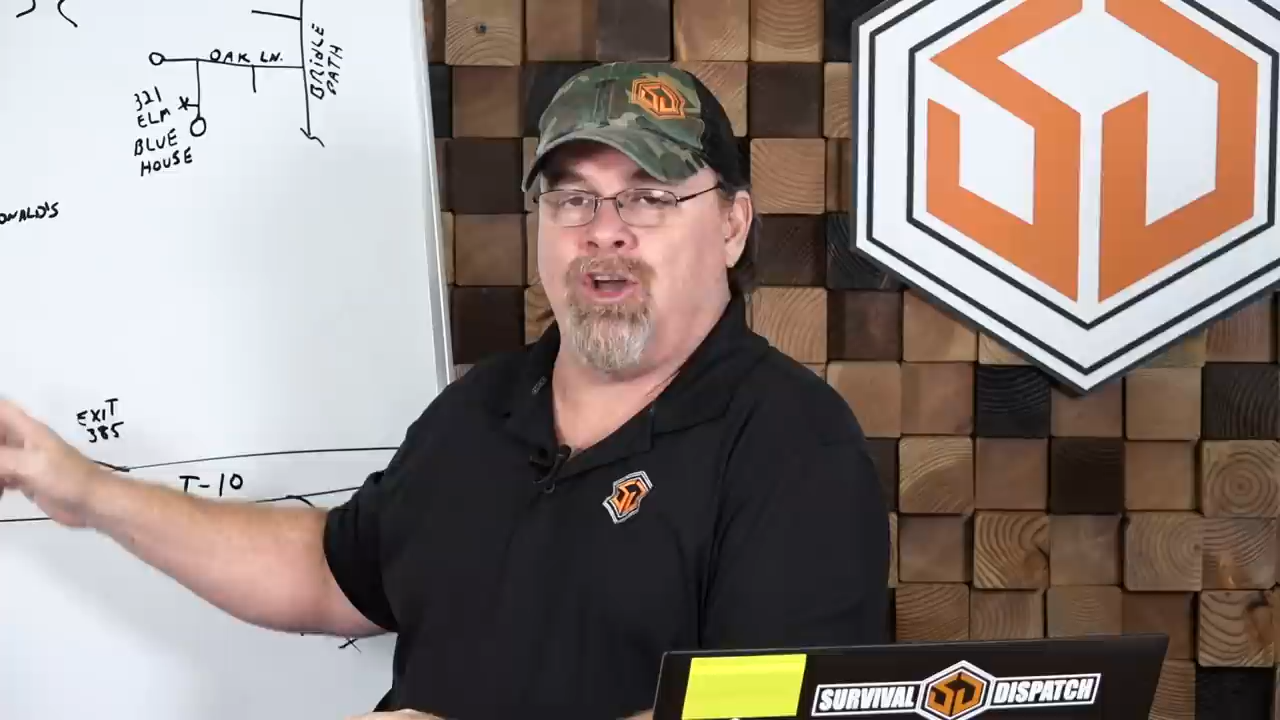 OAK LN.
BRIDLE
PATH
321
ELM
BLUE
HOUSE
ONALD'S
EXIT
385
I-10
SURVIVAL DISPATCH